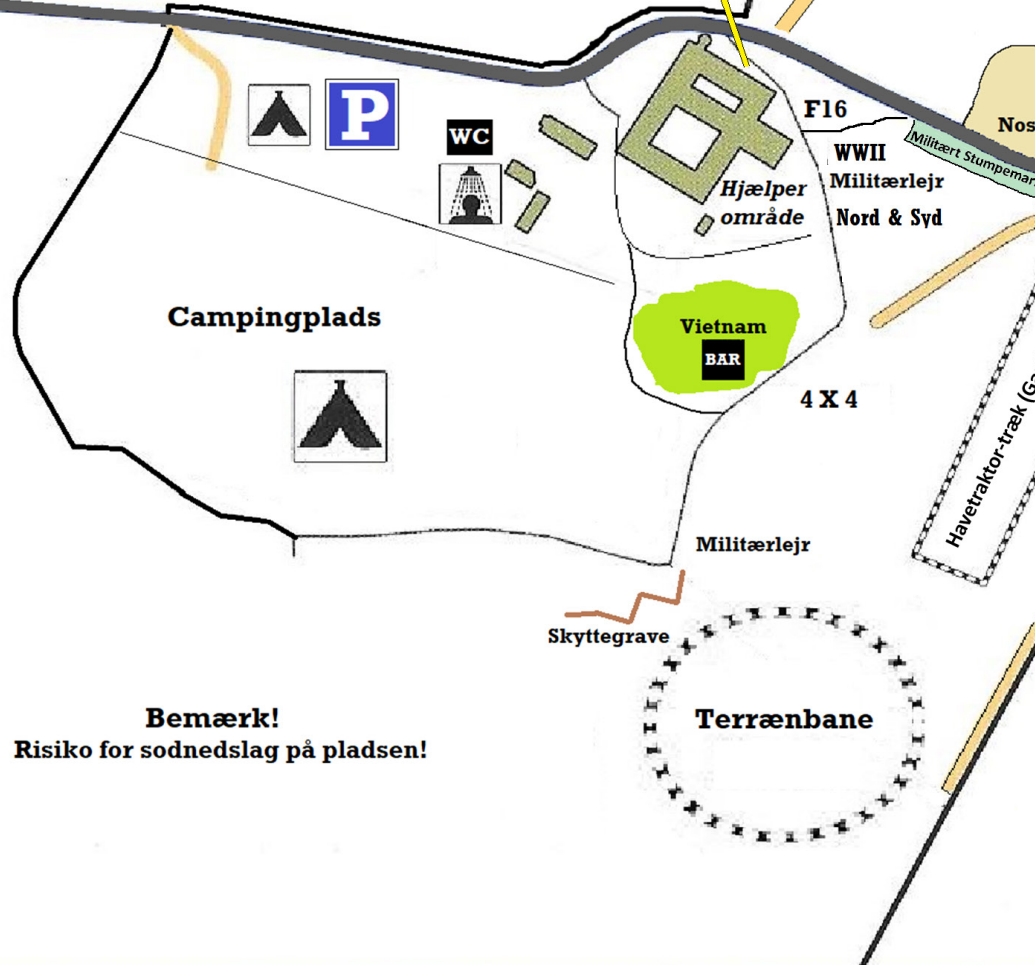 P
WC
F16
Nos
Militært Stumpemar
WWII
Militærlejr
Nord & Syd
Hjælper
område
Campingplads
Vietnam
BAR
4 X 4
Havetraktor-træk (Ga
Militærlejr
Skyttegrave
Bemærk!
Risiko for sodnedslag på pladsen!
Terrænbane